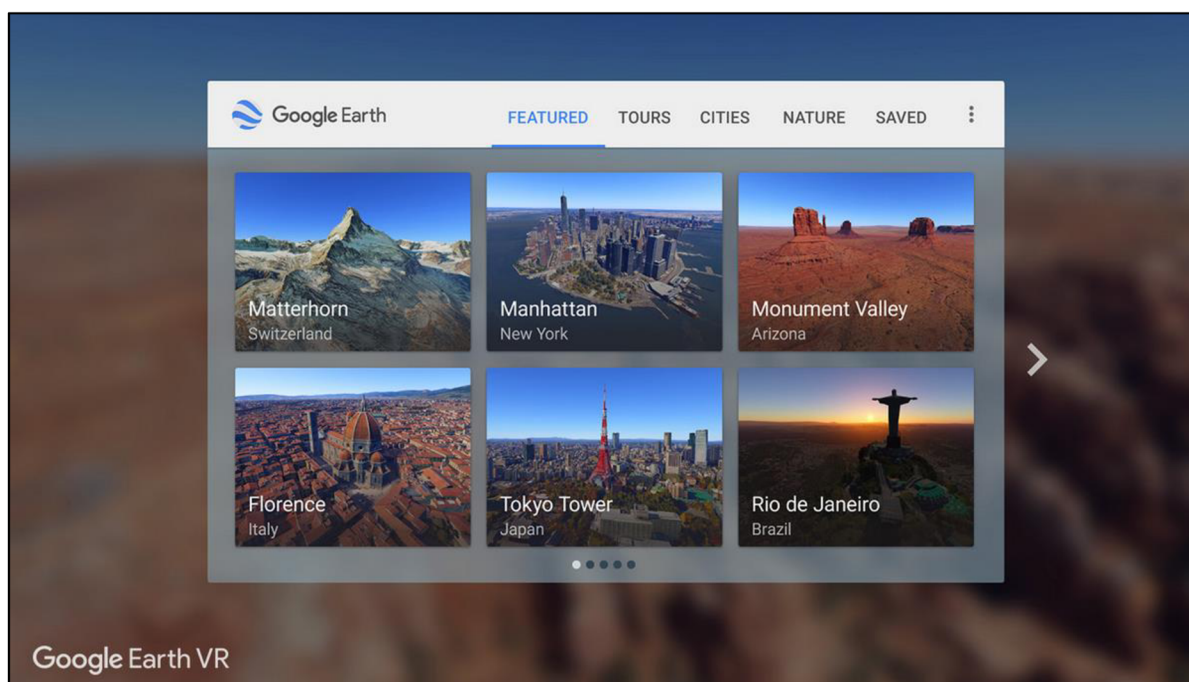 Google Earth
FEATURED TOURS CITIES NATURE SAVED
Matterhorn
Switzerland
Manhattan
New York
Monument Valley
Arizona
Florence
Italy
Tokyo Tower
Japan
Rio de Janeiro
Brazil
Google Earth VR